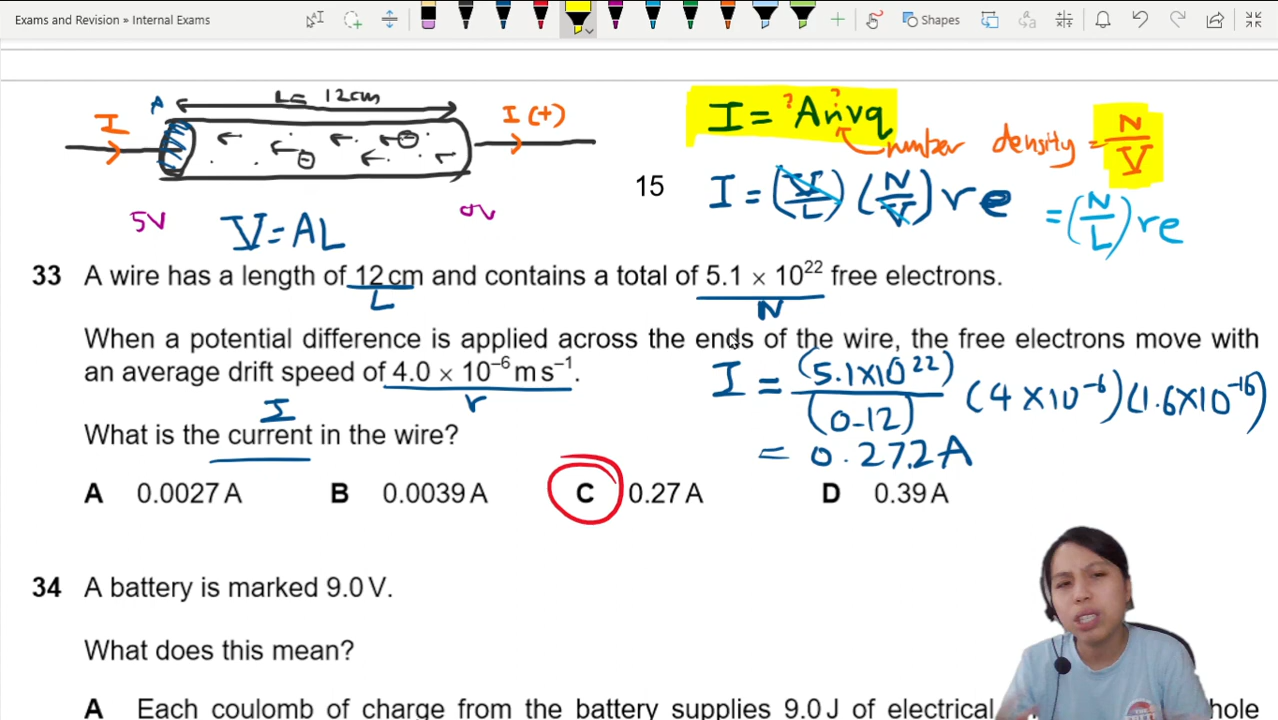 Exams and Revision » Internal Exams
Shapes
L= 12cm
A
I
I (+)
I = Anvq
? ?
number density = N/V
15
I = (V/L) (N/V) v e
= (N/L) v e
5V
0V
V=AL
33 A wire has a length of 12 cm and contains a total of 5.1 × 10²² free electrons.
L
N
When a potential difference is applied across the ends of the wire, the free electrons move with
an average drift speed of 4.0 × 10⁻⁶ m s⁻¹.
v
I = (5.1×10²²)/(0.12) (4×10⁻⁶)(1.6×10⁻¹⁹)
I
What is the current in the wire?
= 0.272A
A 0.0027 A B 0.0039 A C 0.27 A D 0.39 A
34 A battery is marked 9.0 V.
What does this mean?
A Each coulomb of charge from the battery supplies 9.0 J of electrical hole